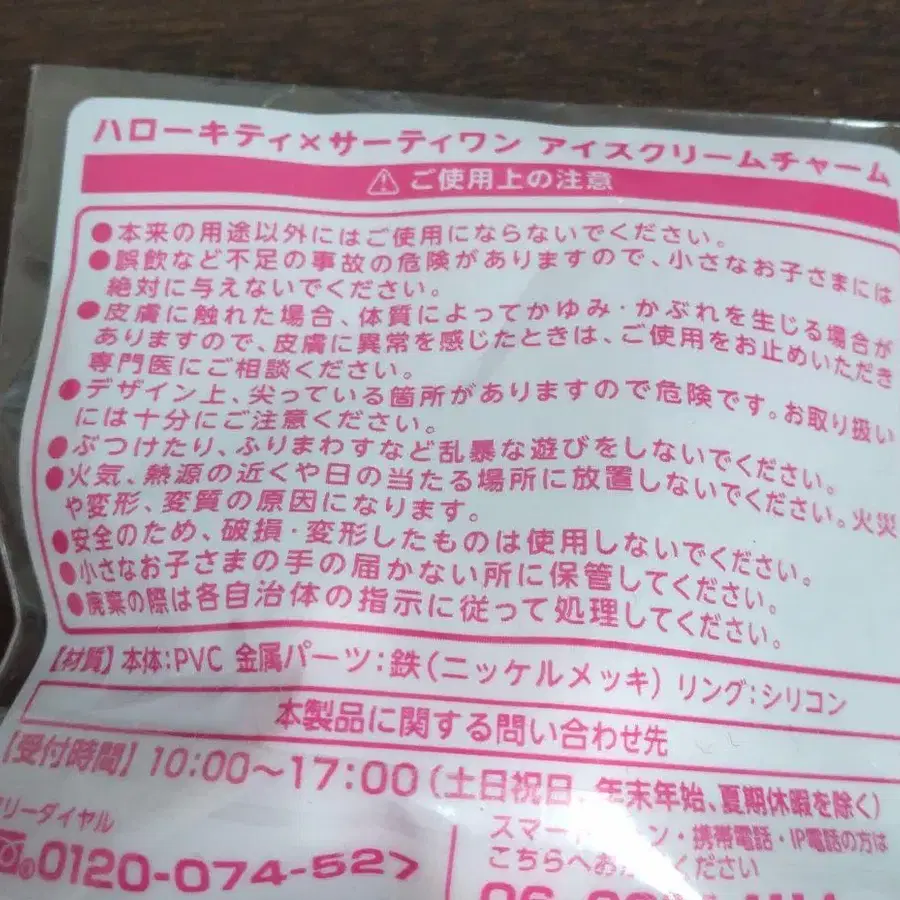 ハローキティ×サーティワン アイスクリームチャーム
⚠ご使用上の注意
●本来の用途以外にはご使用にならないでください。
●誤飲など不足の事故の危険がありますので、小さなお子さまには
絶対に与えないでください。
●皮膚に触れた場合、体質によってかゆみ・かぶれを生じる場合が
ありますので、皮膚に異常を感じたときは、ご使用をお止めいただき
専門医にご相談ください。
●デザイン上、尖っている箇所がありますので危険です。お取り扱い
には十分にご注意ください。
●ぶつけたり、ふりまわすなど乱暴な遊びをしないでください。
●火気、熱源の近くや日の当たる場所に放置しないでください。火災
や変形、変質の原因になります。
●安全のため、破損・変形したものは使用しないでください。
●小さなお子さまの手の届かない所に保管してください。
●廃棄の際は各自治体の指示に従って処理してください。
【材質】本体:PVC 金属パーツ:鉄(ニッケルメッキ) リング:シリコン
本製品に関する問い合わせ先
【受付時間】10:00〜17:00(土日祝日、年末年始、夏期休暇を除く)
リーダイヤル
0120-074-52
・携帯電話・IP電話の方は
こちらへお
ください
06-